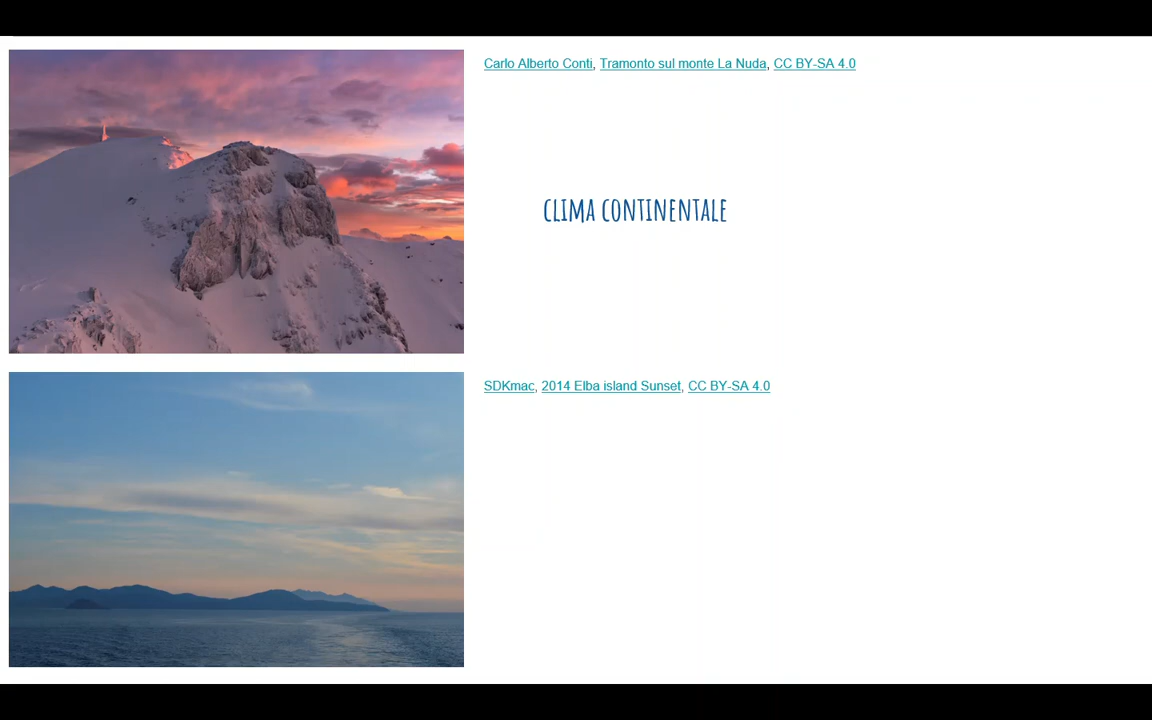 Carlo Alberto Conti, Tramonto sul monte La Nuda, CC BY-SA 4.0
CLIMA CONTINENTALE
SDKmac, 2014 Elba island Sunset, CC BY-SA 4.0